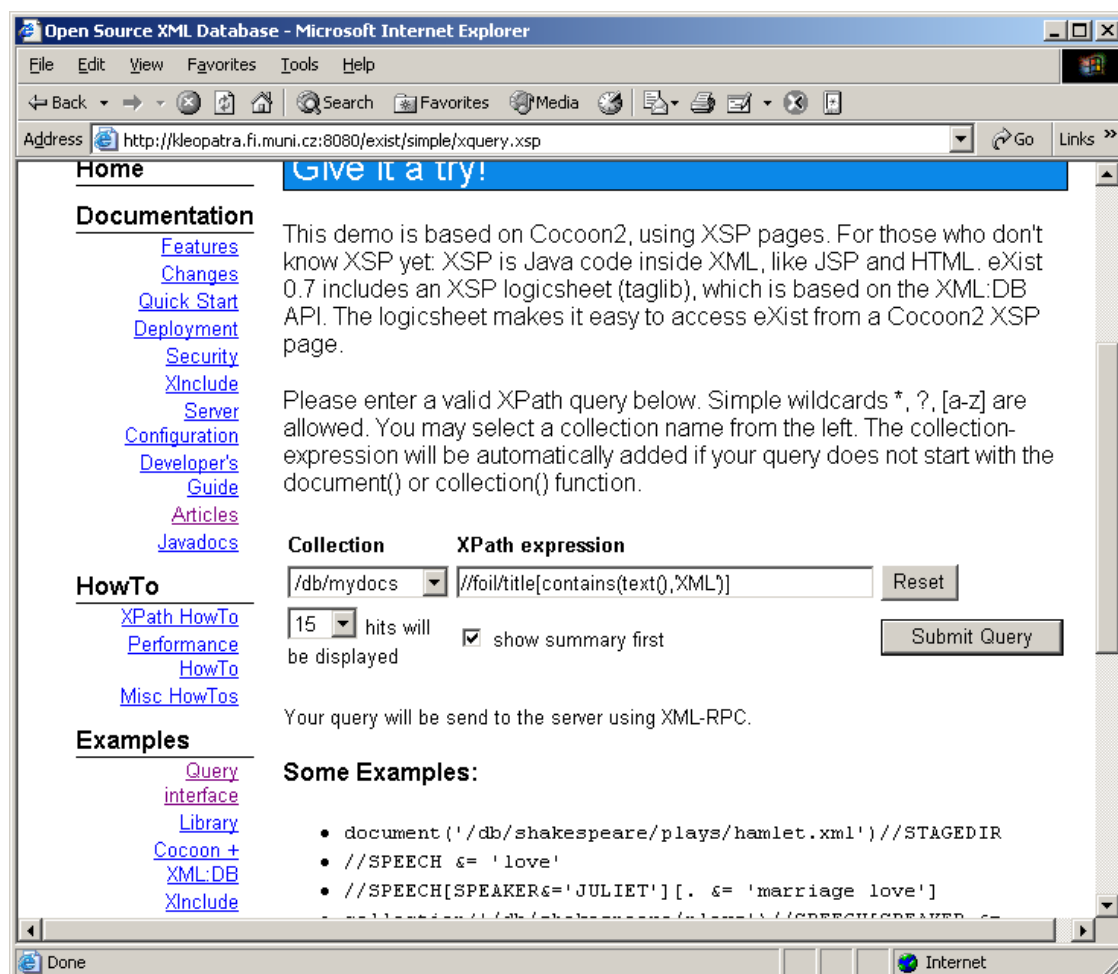 Open Source XML Database - Microsoft Internet Explorer
File Edit View Favorites Tools Help
Back Search Favorites Media
Address http://kleopatra.fi.muni.cz:8080/exist/simple/xquery.xsp Go Links »
Home
Documentation
Features
Changes
Quick Start
Deployment
Security
XInclude
Server
Configuration
Developer's
Guide
Articles
Javadocs
HowTo
XPath HowTo
Performance
HowTo
Misc HowTos
Examples
Query
interface
Library
Cocoon +
XML:DB
XInclude
Give it a try!
This demo is based on Cocoon2, using XSP pages. For those who don't
know XSP yet: XSP is Java code inside XML, like JSP and HTML. eXist
0.7 includes an XSP logicsheet (taglib), which is based on the XML:DB
API. The logicsheet makes it easy to access eXist from a Cocoon2 XSP
page.
Please enter a valid XPath query below. Simple wildcards *, ?, [a-z] are
allowed. You may select a collection name from the left. The collection-
expression will be automatically added if your query does not start with the
document() or collection() function.
Collection XPath expression
/db/mydocs //foil/title[contains(text(),'XML')] Reset
15 hits will
be displayed
show summary first
Submit Query
Your query will be send to the server using XML-RPC.
Some Examples:
• document('/db/shakespeare/plays/hamlet.xml')//STAGEDIR
• //SPEECH &= 'love'
• //SPEECH[SPEAKER&='JULIET'][. &= 'marriage love']
• collection('/db/shakespeare/plays')//SPEECH[SPEAKER &=
Done Internet